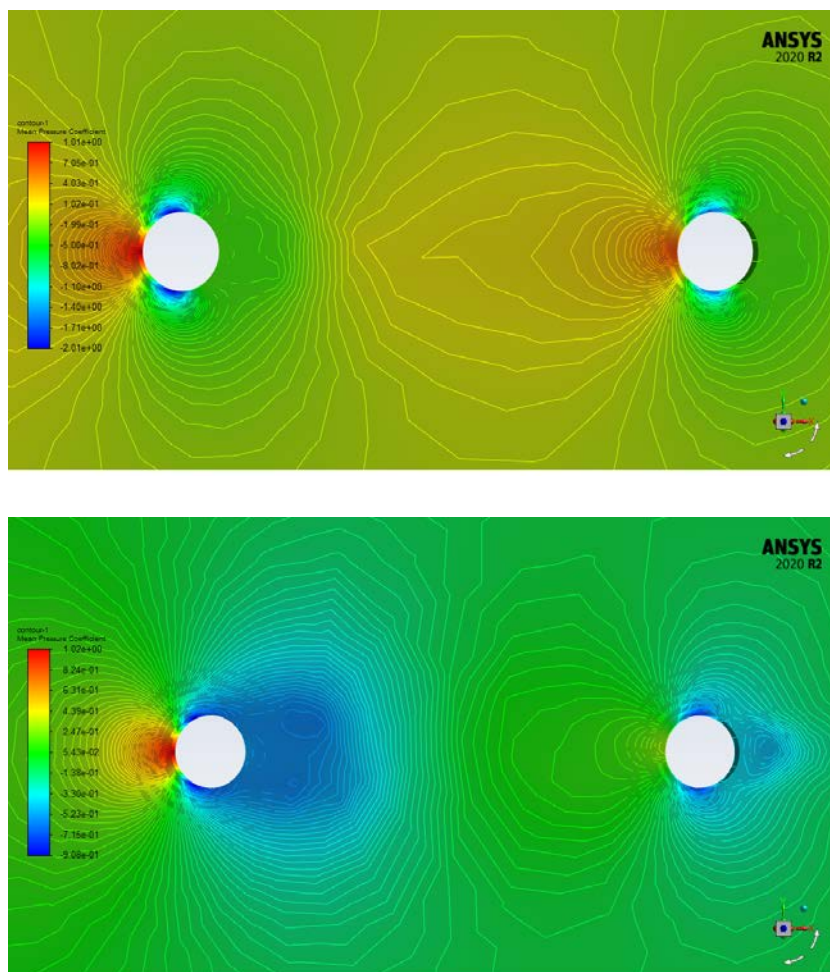 ANSYS
2020 R2
contour-1
Mean Pressure Coefficient
1.01e+00
7.05e-01
4.03e-01
1.02e-01
-1.99e-01
-5.00e-01
-8.02e-01
-1.10e+00
-1.40e+00
-1.71e+00
-2.01e+00
ANSYS
2020 R2
contour-1
Mean Pressure Coefficient
1.02e+00
8.24e-01
6.31e-01
4.39e-01
2.47e-01
5.43e-02
-1.38e-01
-3.30e-01
-5.23e-01
-7.15e-01
-9.08e-01